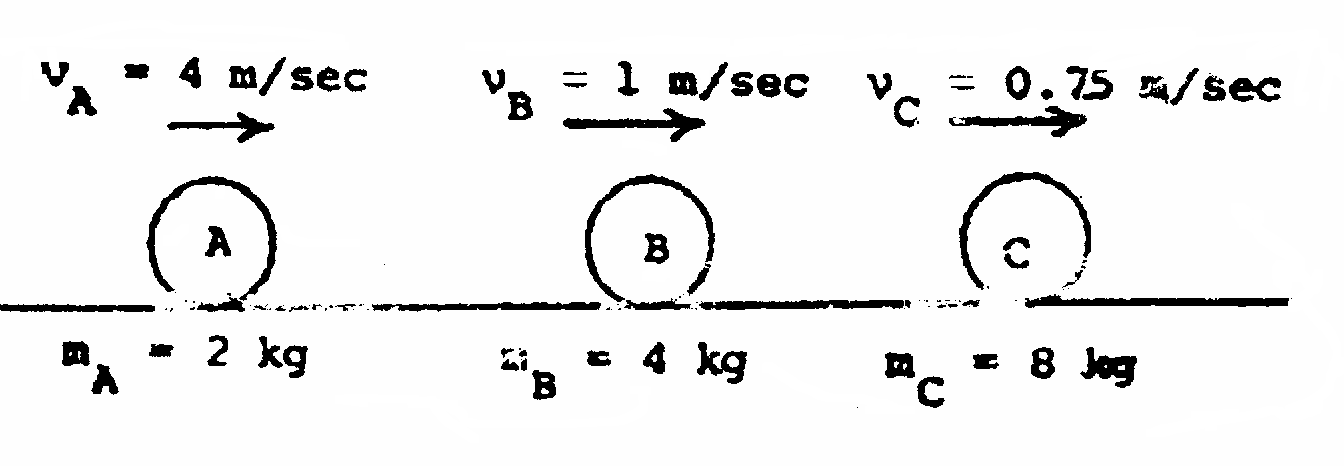 v_A = 4 m/sec v_B = 1 m/sec v_C = 0.75 m/sec
A B C
m_A = 2 kg m_B = 4 kg m_C = 8 kg